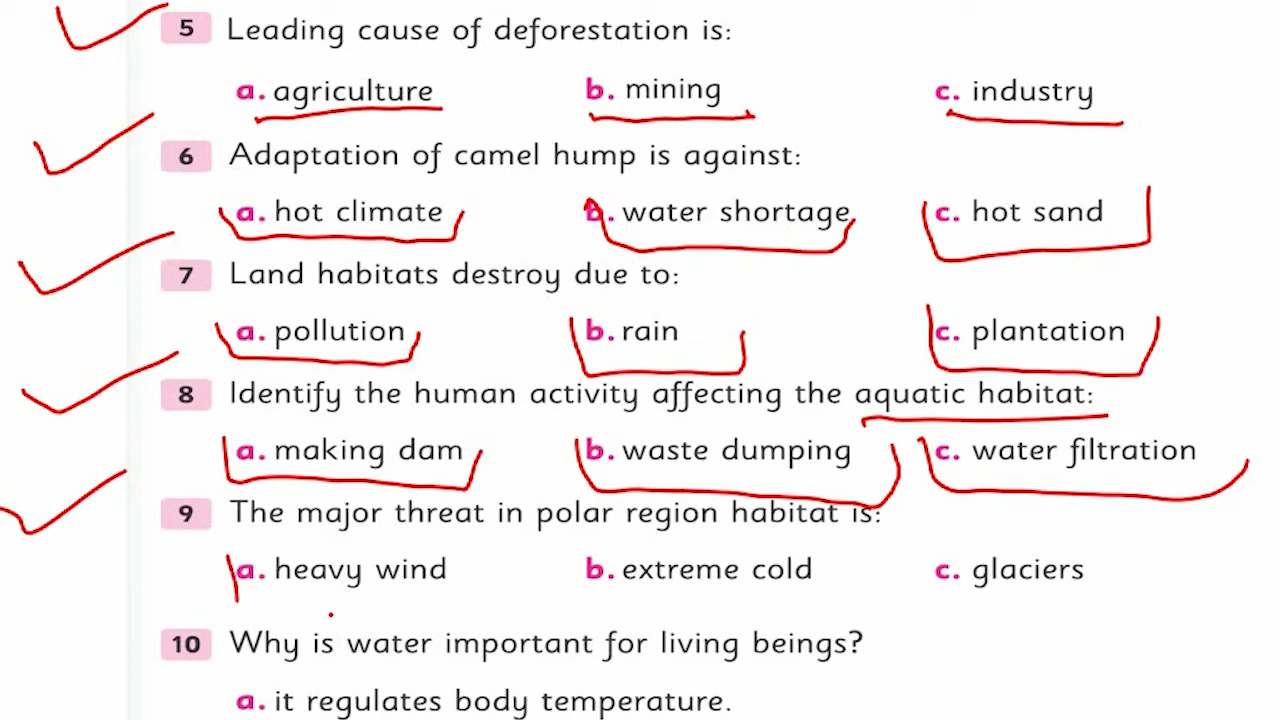 5 Leading cause of deforestation is:
a. agriculture b. mining c. industry
6 Adaptation of camel hump is against:
a. hot climate b. water shortage c. hot sand
7 Land habitats destroy due to:
a. pollution b. rain c. plantation
8 Identify the human activity affecting the aquatic habitat:
a. making dam b. waste dumping c. water filtration
9 The major threat in polar region habitat is:
a. heavy wind b. extreme cold c. glaciers
10 Why is water important for living beings?
a. it regulates body temperature.